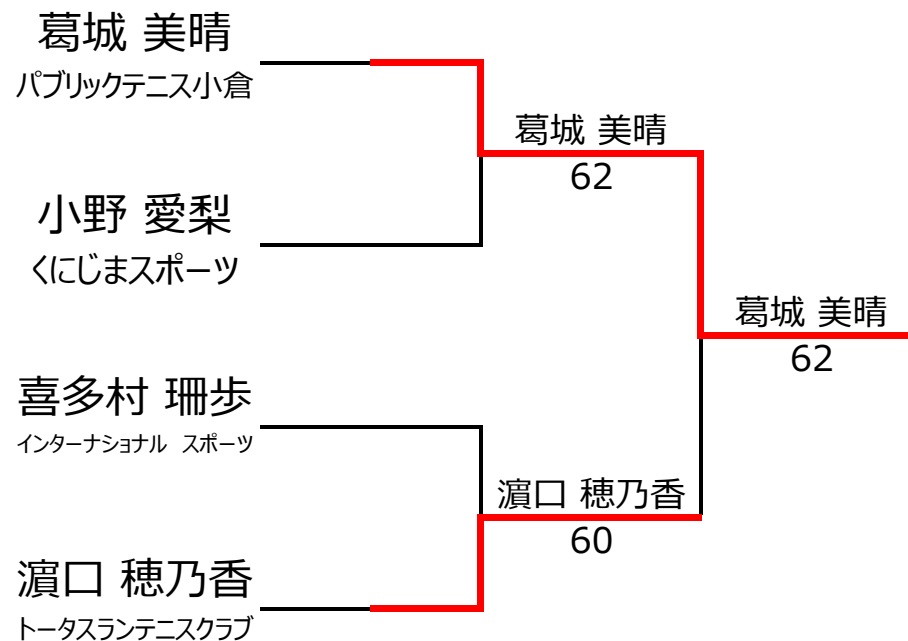 葛城 美晴
パブリックテニス小倉
小野 愛梨
くにじまスポーツ
喜多村 珊歩
インターナショナル スポーツ
濵口 穂乃香
トータスランテニスクラブ
葛城 美晴
62
濵口 穂乃香
60
葛城 美晴
62